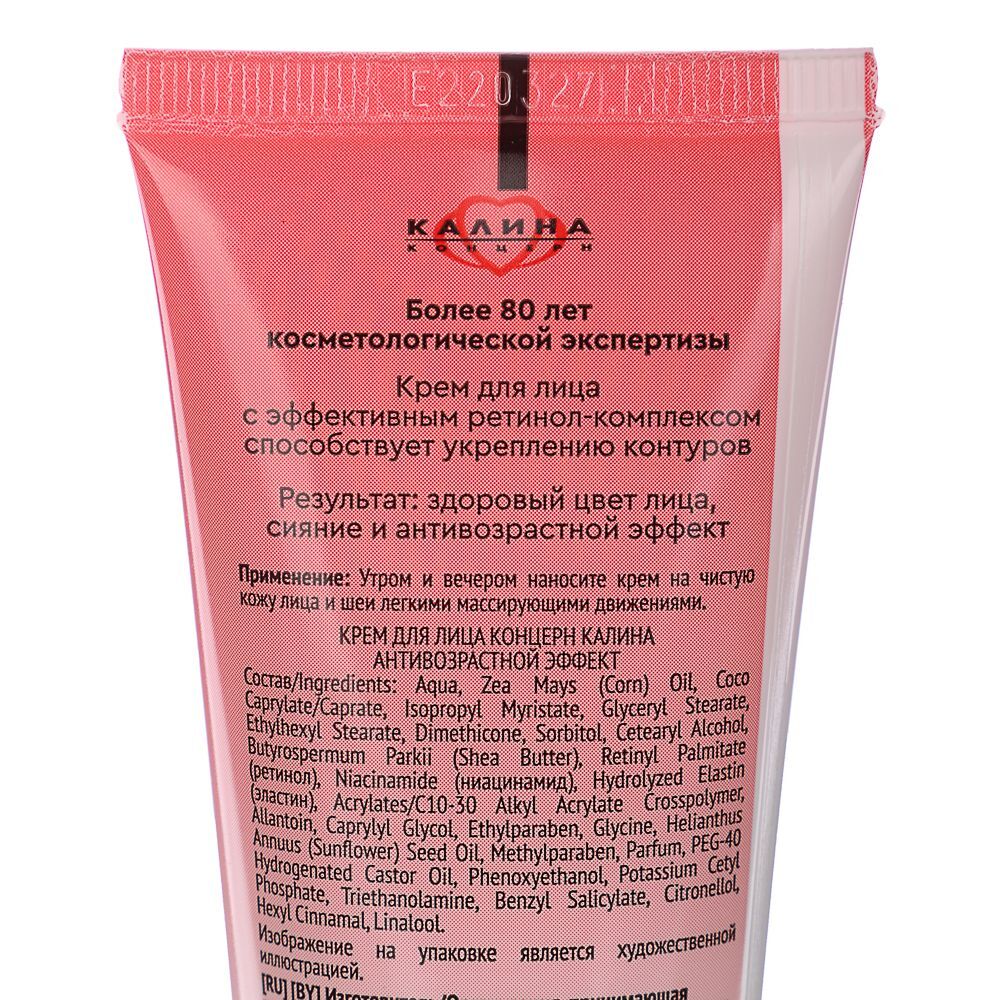 E220327
КАЛИНА
КОНЦЕРН
Более 80 лет
косметологической экспертизы
Крем для лица
с эффективным ретинол-комплексом
способствует укреплению контуров
Результат: здоровый цвет лица,
сияние и антивозрастной эффект
Применение: Утром и вечером наносите крем на чистую
кожу лица и шеи легкими массирующими движениями.
КРЕМ ДЛЯ ЛИЦА КОНЦЕРН КАЛИНА
АНТИВОЗРАСТНОЙ ЭФФЕКТ
Состав/Ingredients: Aqua, Zea Mays (Corn) Oil, Coco
Caprylate/Caprate, Isopropyl Myristate, Glyceryl Stearate,
Ethylhexyl Stearate, Dimethicone, Sorbitol, Cetearyl Alcohol,
Butyrospermum Parkii (Shea Butter), Retinyl Palmitate
(ретинол), Niacinamide (ниацинамид), Hydrolyzed Elastin
(эластин), Acrylates/C10-30 Alkyl Acrylate Crosspolymer,
Allantoin, Caprylyl Glycol, Ethylparaben, Glycine, Helianthus
Annuus (Sunflower) Seed Oil, Methylparaben, Parfum, PEG-40
Hydrogenated Castor Oil, Phenoxyethanol, Potassium Cetyl
Phosphate, Triethanolamine, Benzyl Salicylate, Citronellol,
Hexyl Cinnamal, Linalool.
Изображение на упаковке является художественной
иллюстрацией.
[RU] [BY]